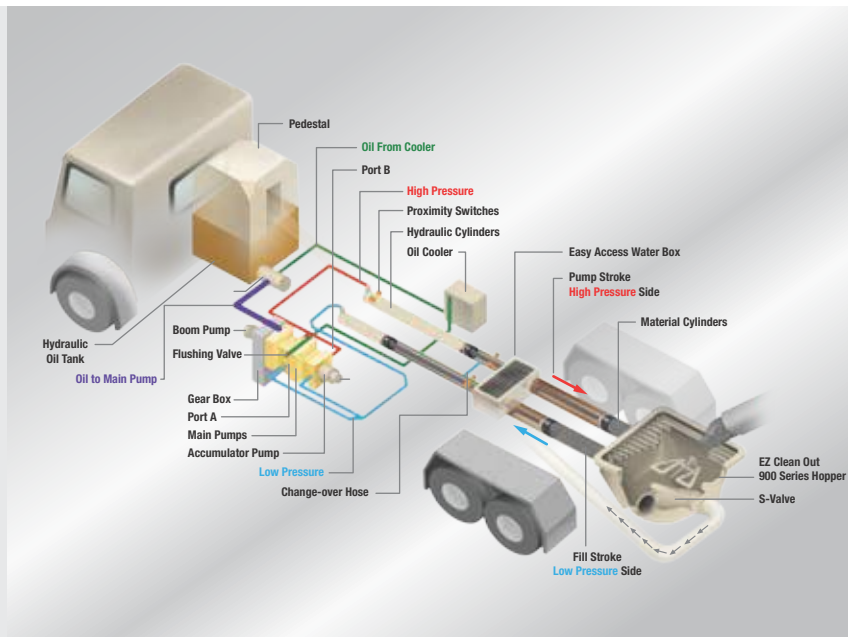 Pedestal
Oil From Cooler
Port B
High Pressure
Proximity Switches
Hydraulic Cylinders
Oil Cooler
Easy Access Water Box
Pump Stroke
High Pressure Side
Material Cylinders
Hydraulic
Oil Tank
Boom Pump
Flushing Valve
Oil to Main Pump
Gear Box
Port A
Main Pumps
Accumulator Pump
Low Pressure
Change-over Hose
EZ Clean Out
900 Series Hopper
S-Valve
Fill Stroke
Low Pressure Side